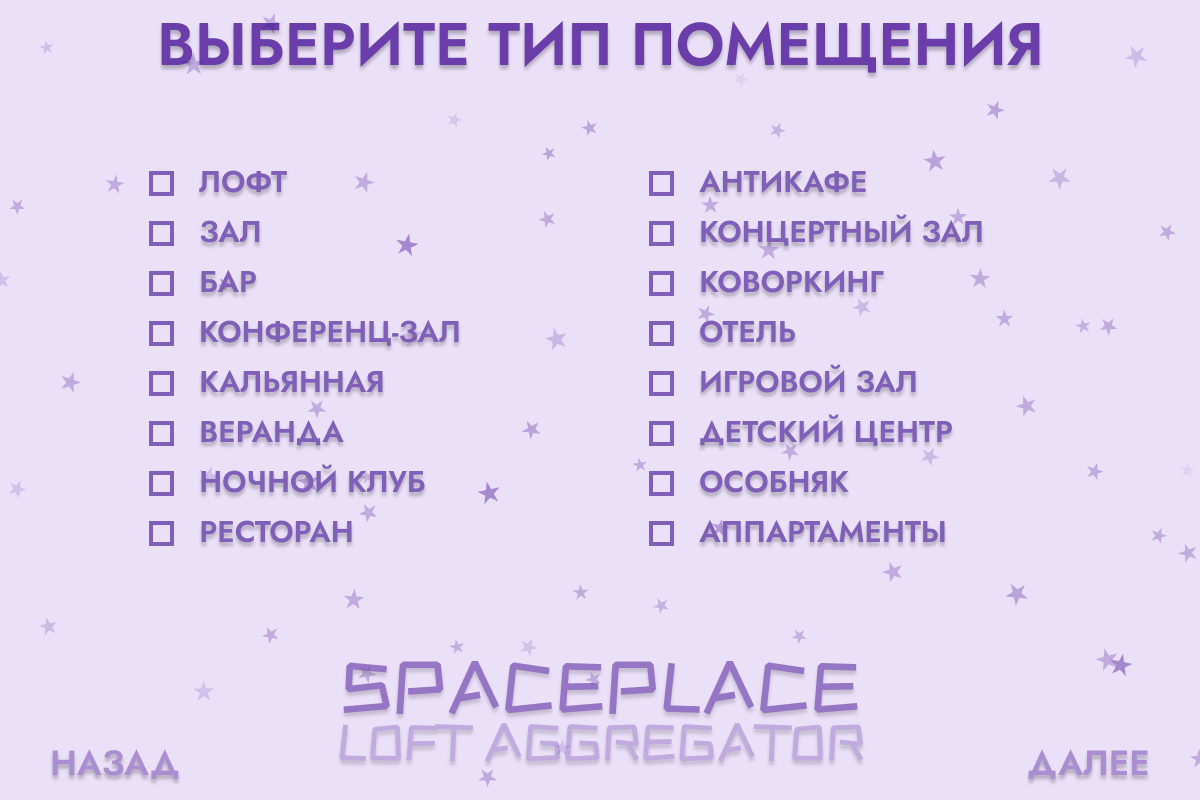 ВЫБЕРИТЕ ТИП ПОМЕЩЕНИЯ
ЛОФТ
ЗАЛ
БАР
КОНФЕРЕНЦ-ЗАЛ
КАЛЬЯННАЯ
ВЕРАНДА
НОЧНОЙ КЛУБ
РЕСТОРАН
АНТИКАФЕ
КОНЦЕРТНЫЙ ЗАЛ
КОВОРКИНГ
ОТЕЛЬ
ИГРОВОЙ ЗАЛ
ДЕТСКИЙ ЦЕНТР
ОСОБНЯК
АППАРТАМЕНТЫ
SPACEPLACE
LOFT AGGREGATOR
НАЗАД
ДАЛЕЕ